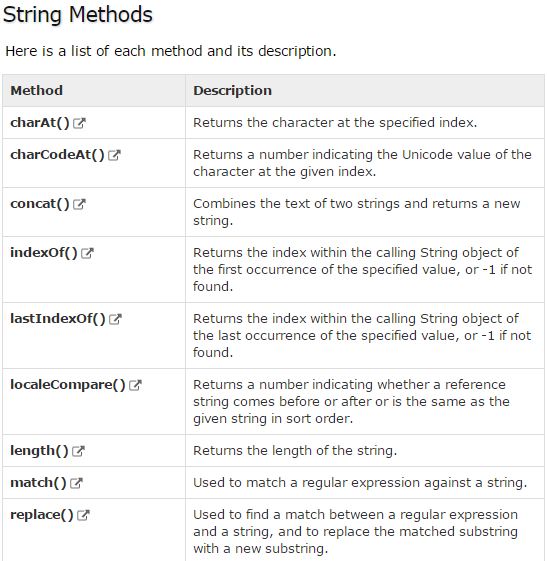 String Methods
Here is a list of each method and its description.
Method Description
charAt() Returns the character at the specified index.
charCodeAt() Returns a number indicating the Unicode value of the
character at the given index.
concat() Combines the text of two strings and returns a new
string.
indexOf() Returns the index within the calling String object of
the first occurrence of the specified value, or -1 if not
found.
lastIndexOf() Returns the index within the calling String object of
the last occurrence of the specified value, or -1 if not
found.
localeCompare() Returns a number indicating whether a reference
string comes before or after or is the same as the
given string in sort order.
length() Returns the length of the string.
match() Used to match a regular expression against a string.
replace() Used to find a match between a regular expression
and a string, and to replace the matched substring
with a new substring.